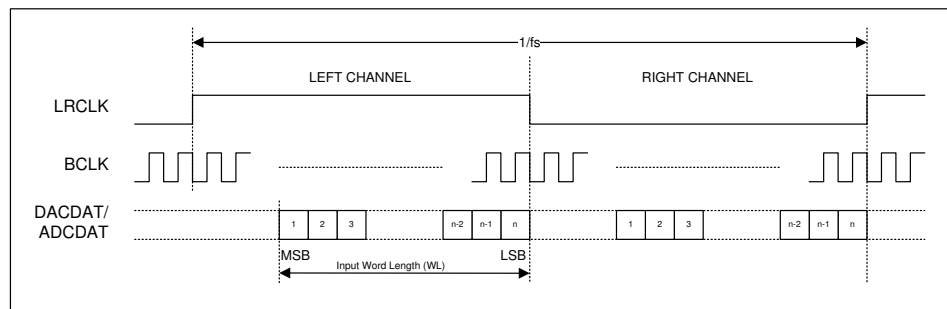 1/fs
LEFT CHANNEL RIGHT CHANNEL
LRCLK
BCLK
DACDAT/
ADCDAT
1 2 3 n-2 n-1 n 1 2 3 n-2 n-1 n
MSB LSB
Input Word Length (WL)